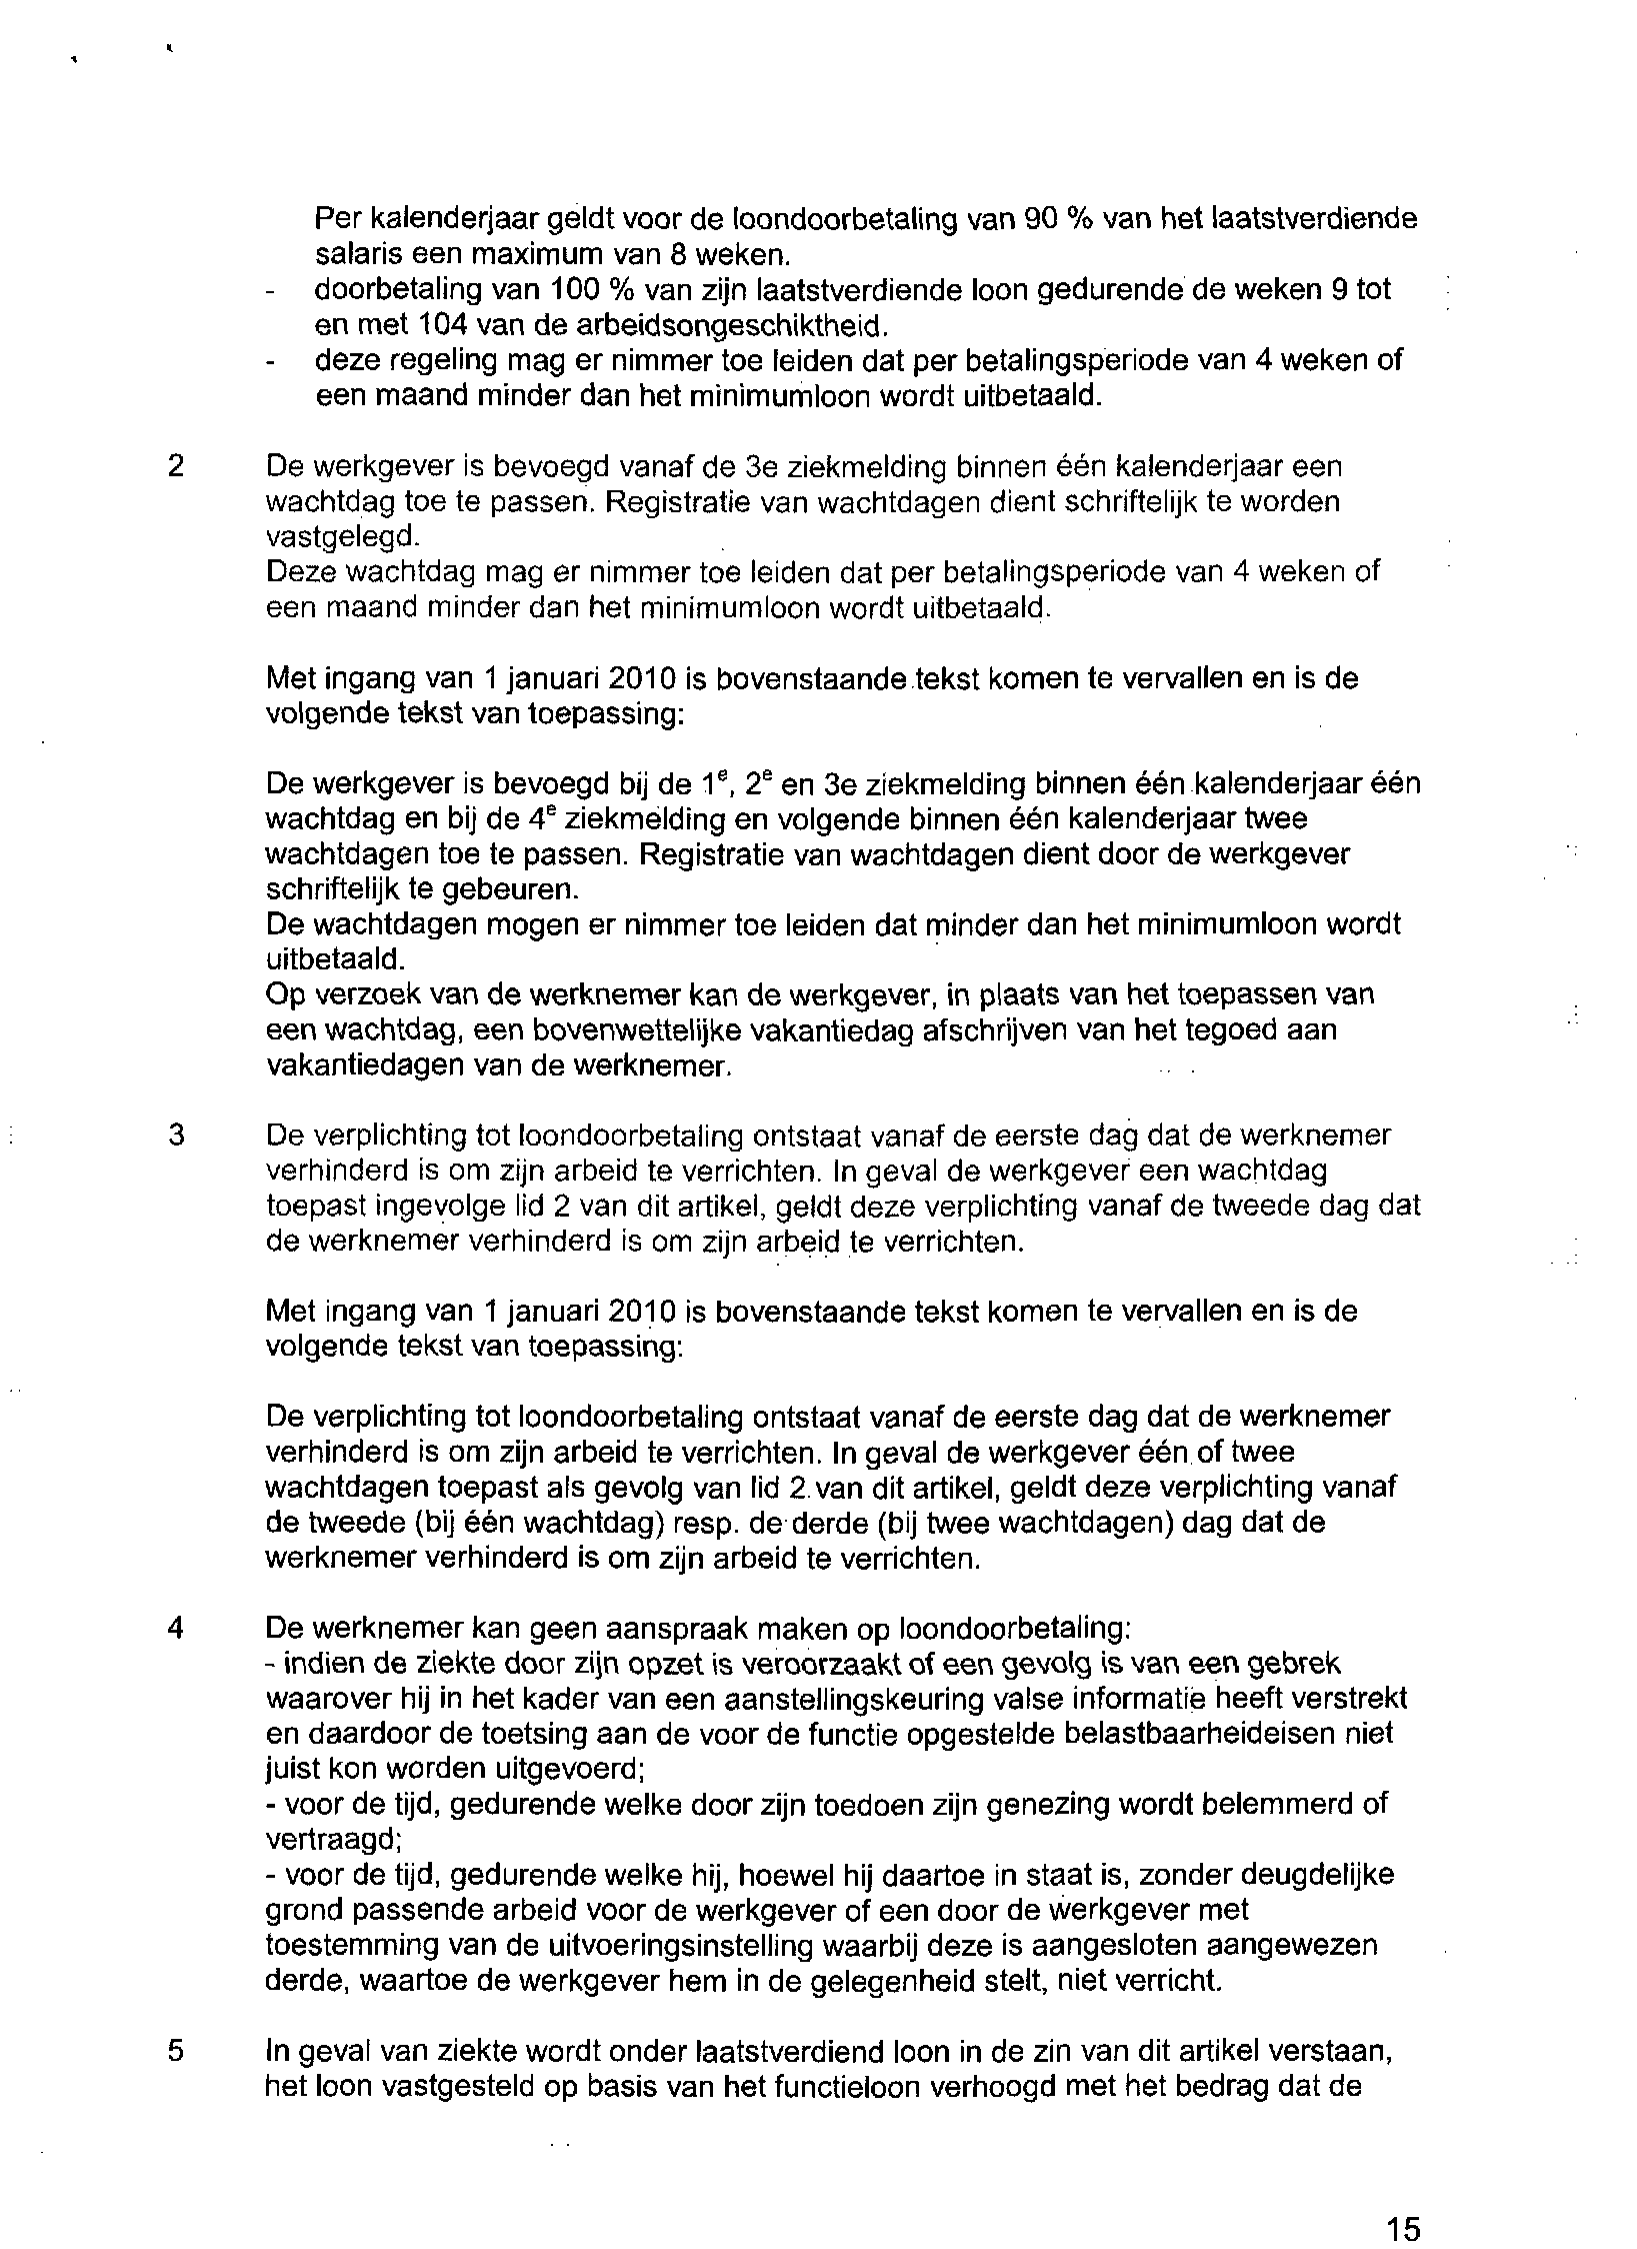 Per kalenderjaar geldt voor de loondoorbetaling van 90 % van het laatstverdiende
salaris een maximum van 8 weken.
- doorbetaling van 100 % van zijn laatstverdiende loon gedurende de weken 9 tot
en met 104 van de arbeidsongeschiktheid.
- deze regeling mag er nimmer toe leiden dat per betalingsperiode van 4 weken of
een maand minder dan het minimumloon wordt uitbetaald.
2 De werkgever is bevoegd vanaf de 3e ziekmelding binnen één kalenderjaar een
wachtdag toe te passen. Registratie van wachtdagen dient schriftelijk te worden
vastgelegd.
Deze wachtdag mag er nimmer toe leiden dat per betalingsperiode van 4 weken of
een maand minder dan het minimumloon wordt uitbetaald.
Met ingang van 1 januari 2010 is bovenstaande tekst komen te vervallen en is de
volgende tekst van toepassing:
De werkgever is bevoegd bij de 1e, 2e en 3e ziekmelding binnen één kalenderjaar één
wachtdag en bij de 4e ziekmelding en volgende binnen één kalenderjaar twee
wachtdagen toe te passen. Registratie van wachtdagen dient door de werkgever
schriftelijk te gebeuren.
De wachtdagen mogen er nimmer toe leiden dat minder dan het minimumloon wordt
uitbetaald.
Op verzoek van de werknemer kan de werkgever, in plaats van het toepassen van
een wachtdag, een bovenwettelijke vakantiedag afschrijven van het tegoed aan
vakantiedagen van de werknemer.
3 De verplichting tot loondoorbetaling ontstaat vanaf de eerste dag dat de werknemer
verhinderd is om zijn arbeid te verrichten. In geval de werkgever een wachtdag
toepast ingevolge lid 2 van dit artikel, geldt deze verplichting vanaf de tweede dag dat
de werknemer verhinderd is om zijn arbeid te verrichten.
Met ingang van 1 januari 2010 is bovenstaande tekst komen te vervallen en is de
volgende tekst van toepassing:
De verplichting tot loondoorbetaling ontstaat vanaf de eerste dag dat de werknemer
verhinderd is om zijn arbeid te verrichten. In geval de werkgever één of twee
wachtdagen toepast als gevolg van lid 2 van dit artikel, geldt deze verplichting vanaf
de tweede (bij één wachtdag) resp. de derde (bij twee wachtdagen) dag dat de
werknemer verhinderd is om zijn arbeid te verrichten.
4 De werknemer kan geen aanspraak maken op loondoorbetaling:
- indien de ziekte door zijn opzet is veroorzaakt of een gevolg is van een gebrek
waarover hij in het kader van een aanstellingskeuring valse informatie heeft verstrekt
en daardoor de toetsing aan de voor de functie opgestelde belastbaarheideisen niet
juist kon worden uitgevoerd;
- voor de tijd, gedurende welke door zijn toedoen zijn genezing wordt belemmerd of
vertraagd;
- voor de tijd, gedurende welke hij, hoewel hij daartoe in staat is, zonder deugdelijke
grond passende arbeid voor de werkgever of een door de werkgever met
toestemming van de uitvoeringsinstelling waarbij deze is aangesloten aangewezen
derde, waartoe de werkgever hem in de gelegenheid stelt, niet verricht.
5 In geval van ziekte wordt onder laatstverdiend loon in de zin van dit artikel verstaan,
het loon vastgesteld op basis van het functieloon verhoogd met het bedrag dat de
15